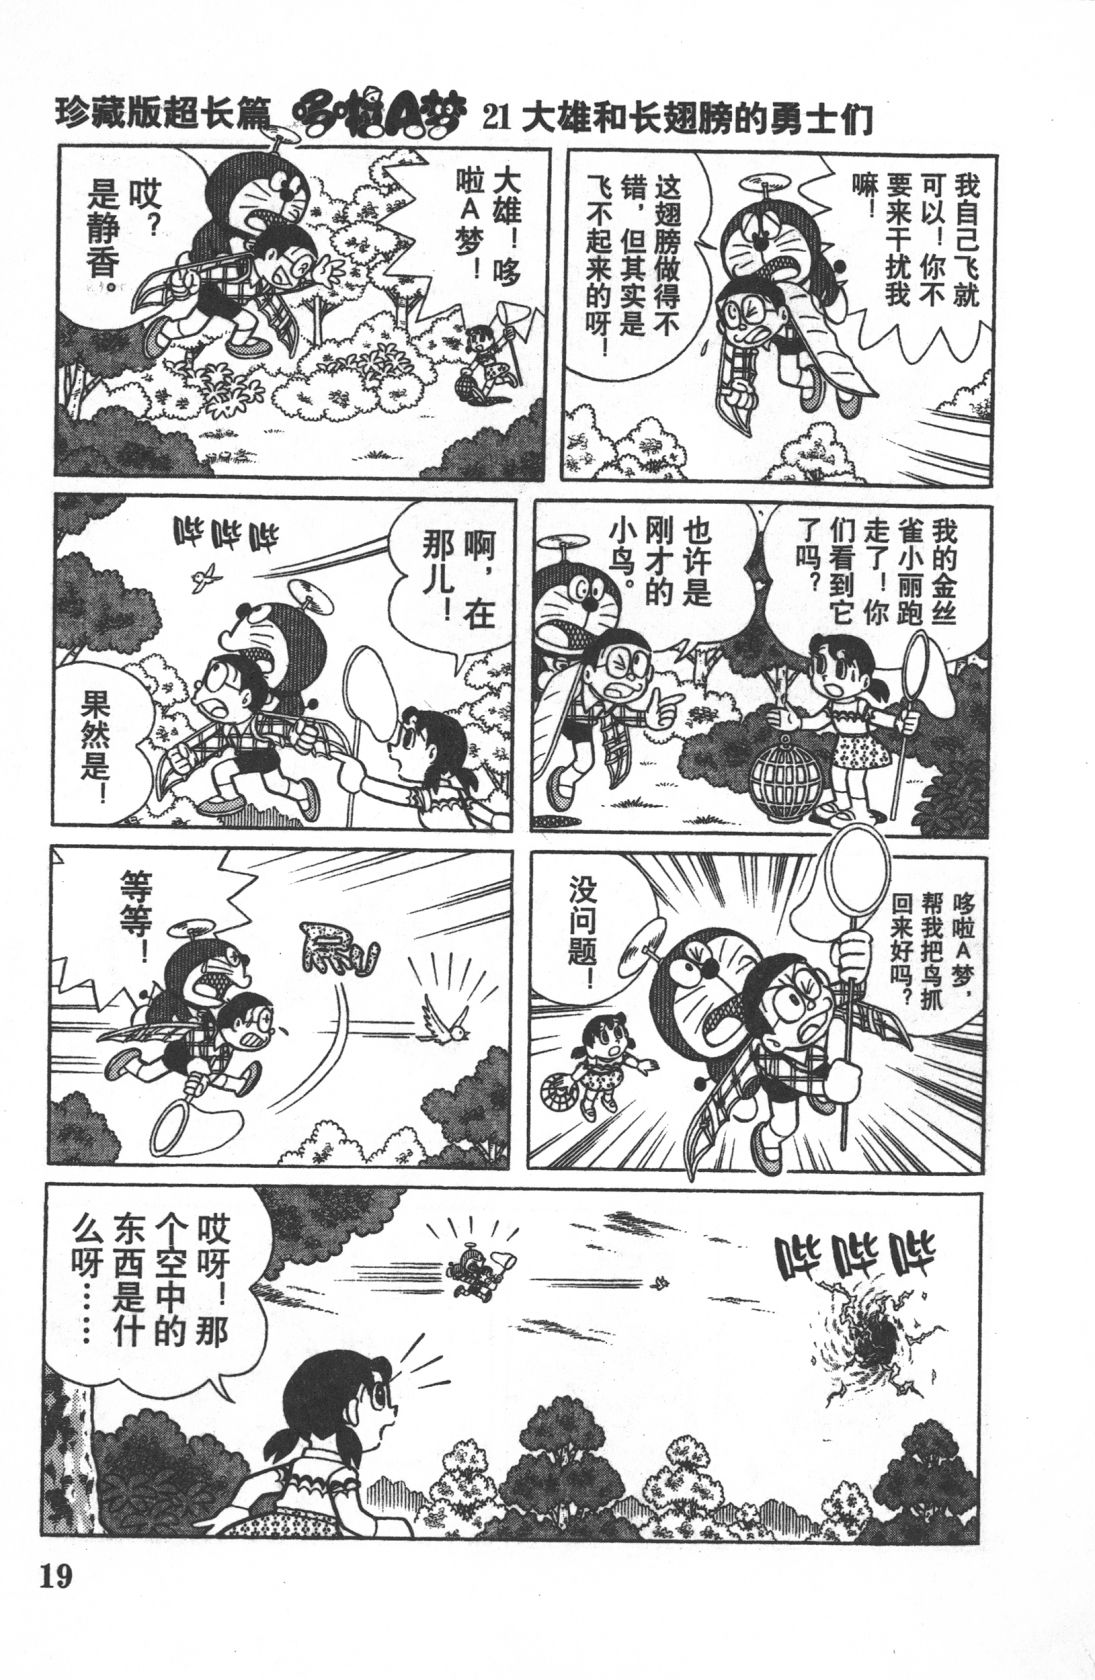 珍藏版超长篇 哆啦A梦 21 大雄和长翅膀的勇士们
我自己飞就
可以！你不
要来干扰我
嘛！
这翅膀做得不
错，但其实是
飞不起来的呀！
大雄！哆
啦A梦！
哎？
是静香。
我的金丝
雀小丽跑
走了！你
们看到它
了吗？
也许是
刚才的
小鸟。
啊，在
那儿！
哗哗哗
果然是！
哆啦A梦，
帮我把鸟抓
回来好吗？
没问题！
等等！
哗哗哗
哎呀！那
个空中的
东西是什
么呀……
19